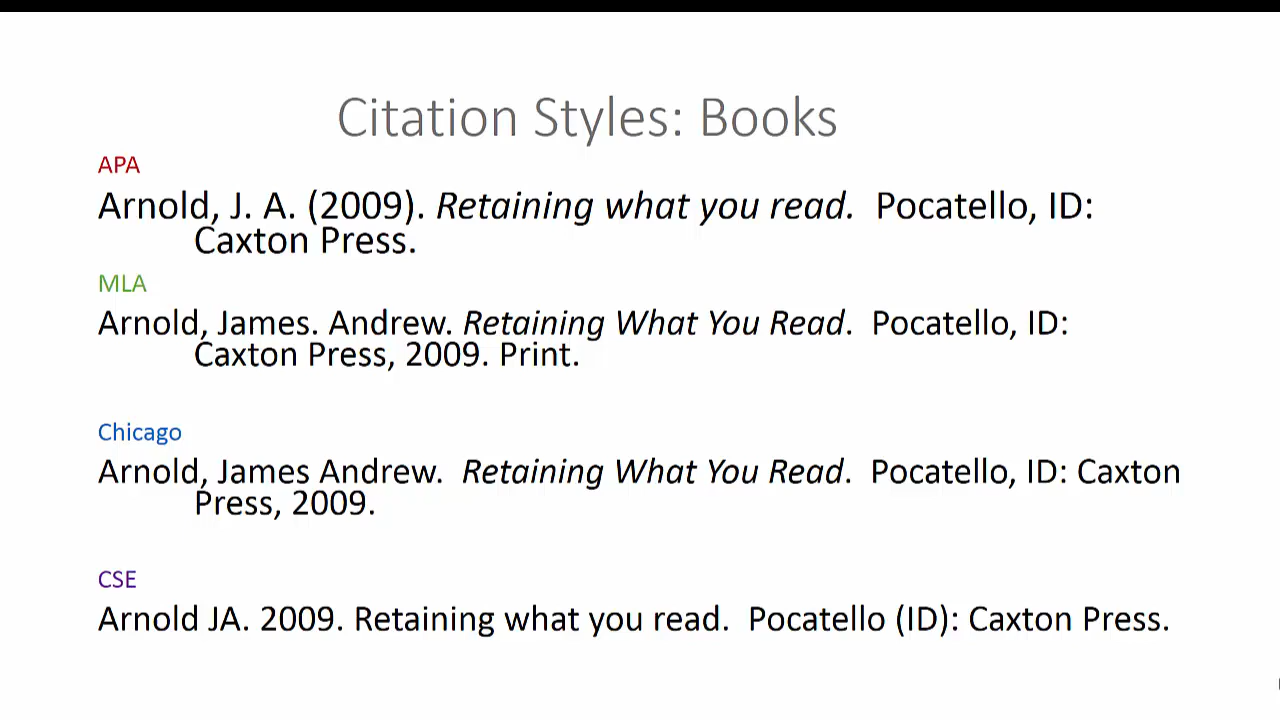 Citation Styles: Books
APA
Arnold, J. A. (2009). Retaining what you read.  Pocatello, ID:
Caxton Press.
MLA
Arnold, James. Andrew. Retaining What You Read.  Pocatello, ID:
Caxton Press, 2009. Print.
Chicago
Arnold, James Andrew.  Retaining What You Read.  Pocatello, ID: Caxton
Press, 2009.
CSE
Arnold JA. 2009. Retaining what you read.  Pocatello (ID): Caxton Press.